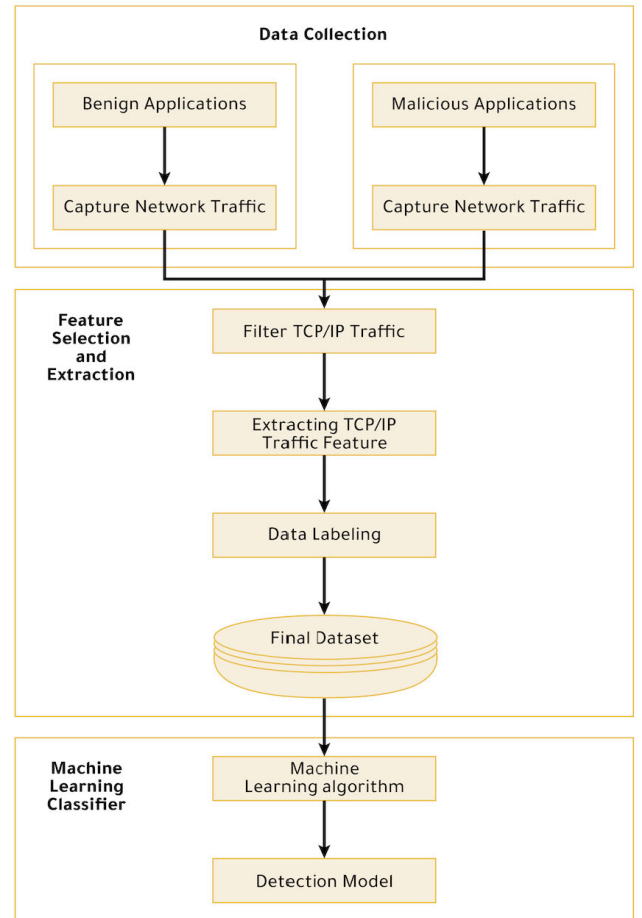 Data Collection
Benign Applications
Capture Network Traffic
Malicious Applications
Capture Network Traffic
Feature
Selection
and
Extraction
Filter TCP/IP Traffic
Extracting TCP/IP
Traffic Feature
Data Labeling
Final Dataset
Machine
Learning
Classifier
Machine
Learning algorithm
Detection Model